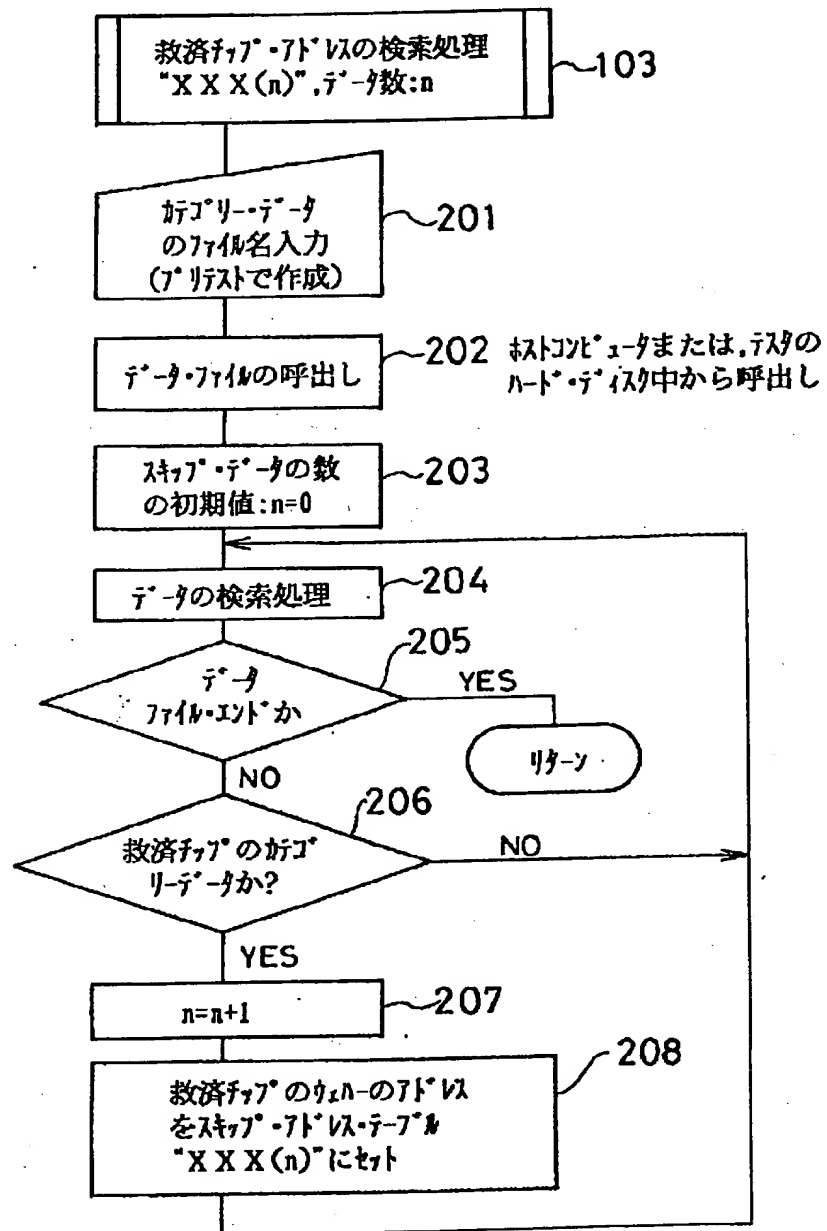 救済ﾁｯﾌﾟ・ｱﾄﾞﾚｽの検索処理
“ＸＸＸ(n)”,ﾃﾞｰﾀ数:n
103
ｶﾃｺﾞﾘｰ・ﾃﾞｰﾀ
のﾌｧｲﾙ名入力
(ﾌﾟﾘﾃｽﾄで作成)
201
ﾃﾞｰﾀ・ﾌｧｲﾙの呼出し
202
ﾎｽﾄｺﾝﾋﾟｭｰﾀまたは,ﾃｽﾀの
ﾊｰﾄﾞ・ﾃﾞｨｽｸ中から呼出し
ｽｷｯﾌﾟ・ﾃﾞｰﾀの数
の初期値:n=0
203
ﾃﾞｰﾀの検索処理
204
ﾃﾞｰﾀ
ﾌｧｲﾙ・ｴﾝﾄﾞか
205
YES
ﾘﾀｰﾝ
NO
救済ﾁｯﾌﾟのｶﾃｺﾞ
ﾘｰﾃﾞｰﾀか?
206
NO
YES
n=n+1
207
救済ﾁｯﾌﾟのｳｪﾊｰのｱﾄﾞﾚｽ
をｽｷｯﾌﾟ・ｱﾄﾞﾚｽ・ﾃｰﾌﾞﾙ
“ＸＸＸ(n)”にｾｯﾄ
208